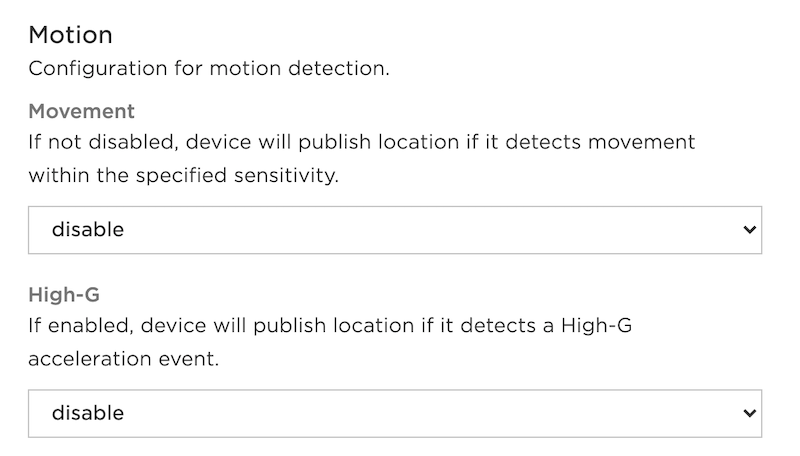 Motion
Configuration for motion detection.
Movement
If not disabled, device will publish location if it detects movement
within the specified sensitivity.
disable
High-G
If enabled, device will publish location if it detects a High-G
acceleration event.
disable